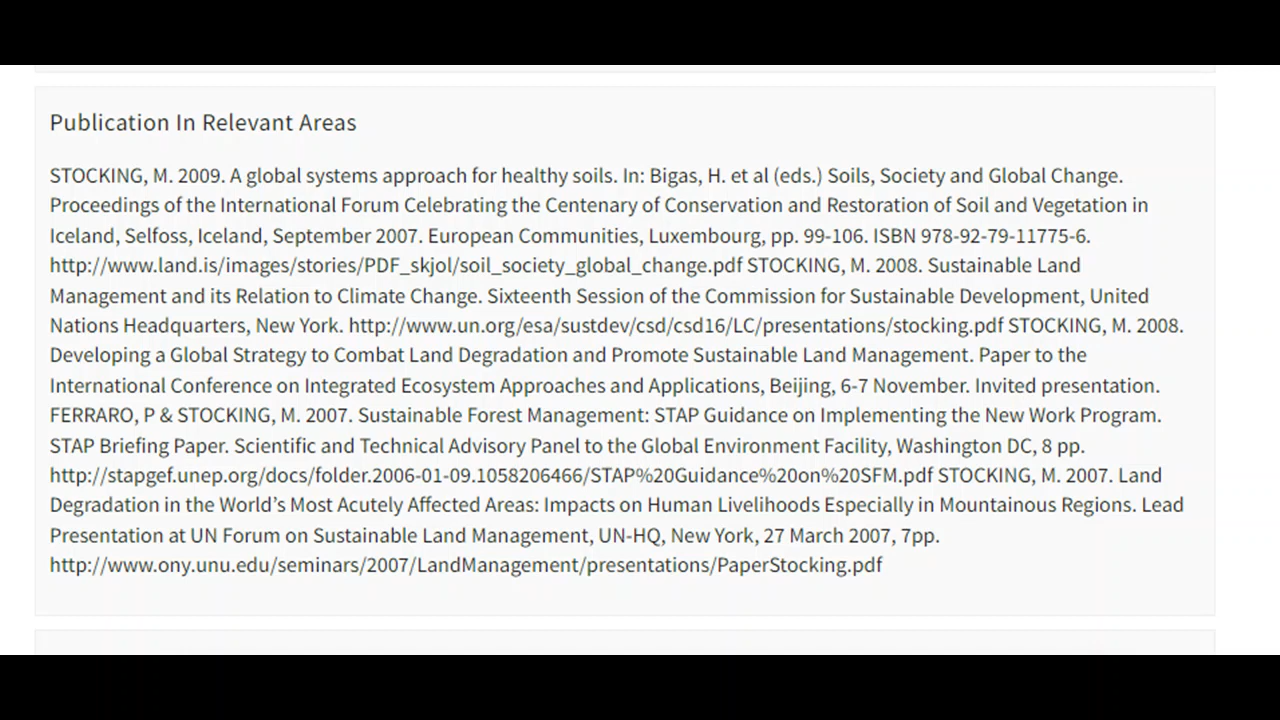 Publication In Relevant Areas
STOCKING, M. 2009. A global systems approach for healthy soils. In: Bigas, H. et al (eds.) Soils, Society and Global Change.
Proceedings of the International Forum Celebrating the Centenary of Conservation and Restoration of Soil and Vegetation in
Iceland, Selfoss, Iceland, September 2007. European Communities, Luxembourg, pp. 99-106. ISBN 978-92-79-11775-6.
http://www.land.is/images/stories/PDF_skjol/soil_society_global_change.pdf STOCKING, M. 2008. Sustainable Land
Management and its Relation to Climate Change. Sixteenth Session of the Commission for Sustainable Development, United
Nations Headquarters, New York. http://www.un.org/esa/sustdev/csd/csd16/LC/presentations/stocking.pdf STOCKING, M. 2008.
Developing a Global Strategy to Combat Land Degradation and Promote Sustainable Land Management. Paper to the
International Conference on Integrated Ecosystem Approaches and Applications, Beijing, 6-7 November. Invited presentation.
FERRARO, P & STOCKING, M. 2007. Sustainable Forest Management: STAP Guidance on Implementing the New Work Program.
STAP Briefing Paper. Scientific and Technical Advisory Panel to the Global Environment Facility, Washington DC, 8 pp.
http://stapgef.unep.org/docs/folder.2006-01-09.1058206466/STAP%20Guidance%20on%20SFM.pdf STOCKING, M. 2007. Land
Degradation in the World’s Most Acutely Affected Areas: Impacts on Human Livelihoods Especially in Mountainous Regions. Lead
Presentation at UN Forum on Sustainable Land Management, UN-HQ, New York, 27 March 2007, 7pp.
http://www.ony.unu.edu/seminars/2007/LandManagement/presentations/PaperStocking.pdf